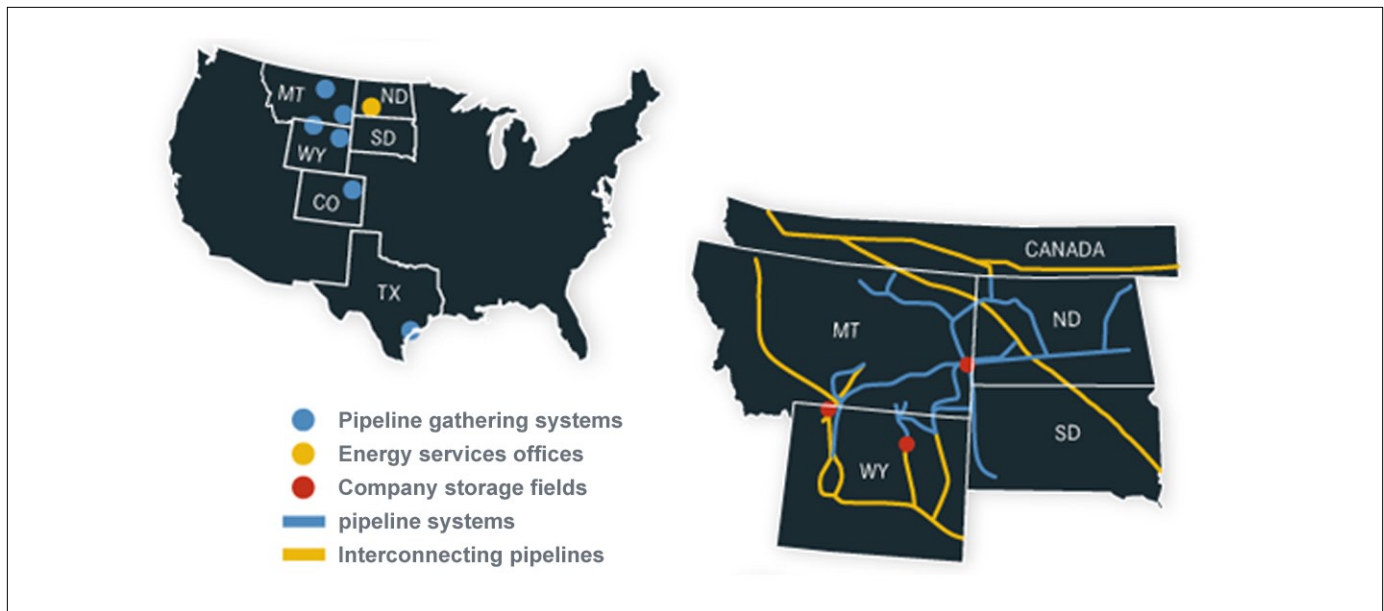 MT
ND
SD
WY
CO
TX
CANADA
MT
ND
SD
WY
Pipeline gathering systems
Energy services offices
Company storage fields
pipeline systems
Interconnecting pipelines